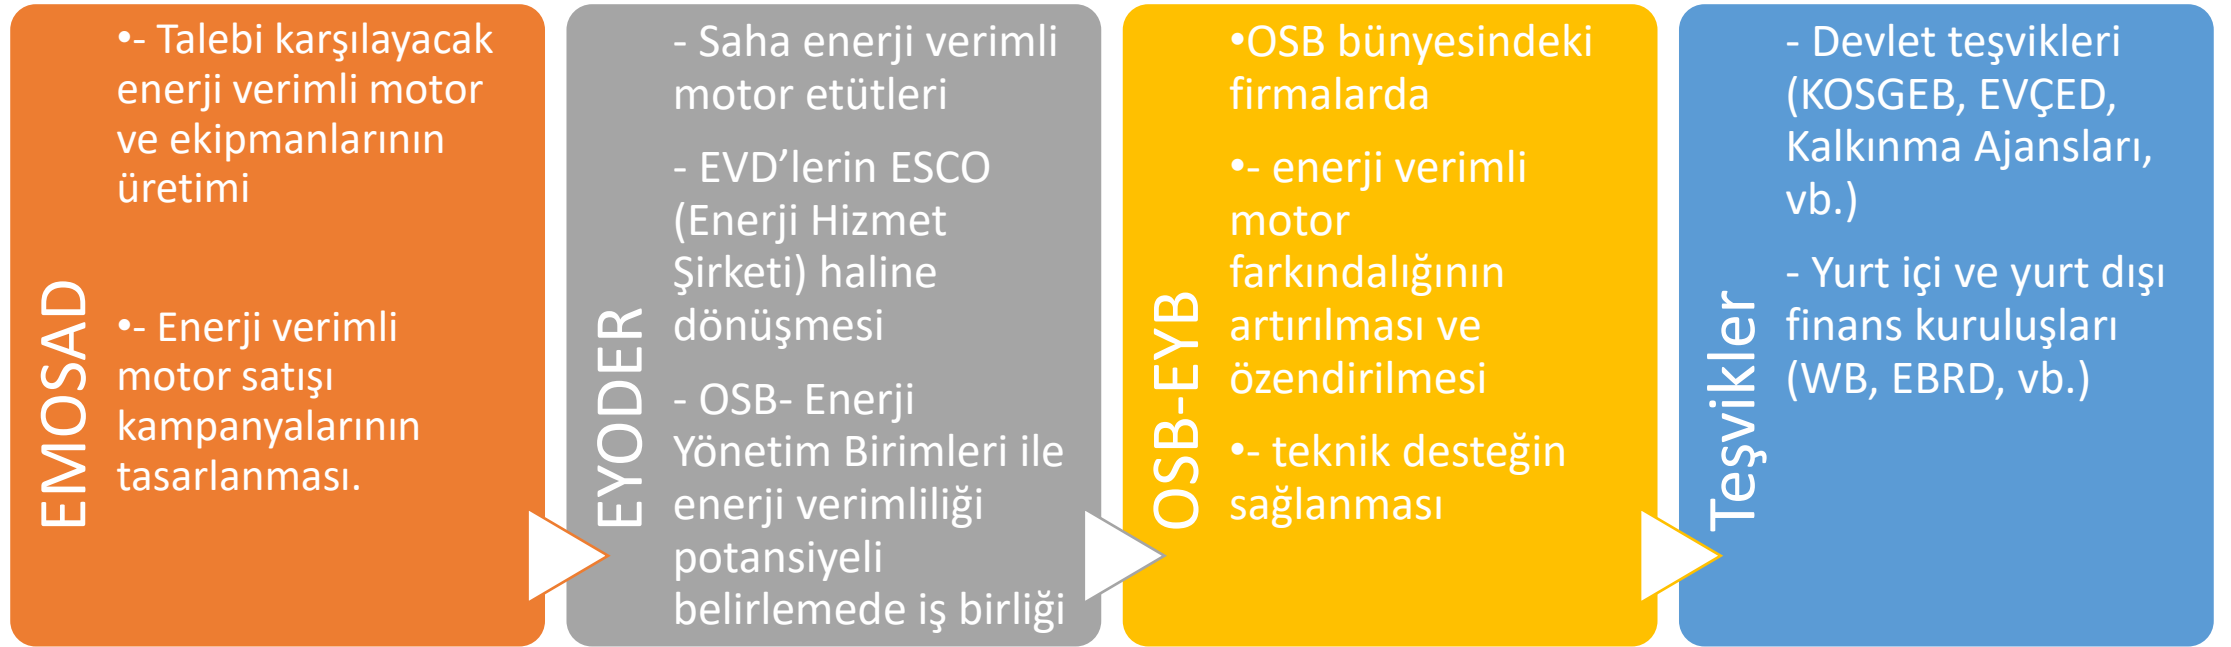 EMOSAD
•- Talebi karşılayacak
enerji verimli motor
ve ekipmanlarının
üretimi
•- Enerji verimli
motor satışı
kampanyalarının
tasarlanması.
EYODER
- Saha enerji verimli
motor etütleri
- EVD’lerin ESCO
(Enerji Hizmet
Şirketi) haline
dönüşmesi
- OSB- Enerji
Yönetim Birimleri ile
enerji verimliliği
potansiyeli
belirlemede iş birliği
OSB-EYB
•OSB bünyesindeki
firmalarda
•- enerji verimli
motor
farkındalığının
artırılması ve
özendirilmesi
•- teknik desteğin
sağlanması
Teşvikler
- Devlet teşvikleri
(KOSGEB, EVÇED,
Kalkınma Ajansları,
vb.)
- Yurt içi ve yurt dışı
finans kuruluşları
(WB, EBRD, vb.)